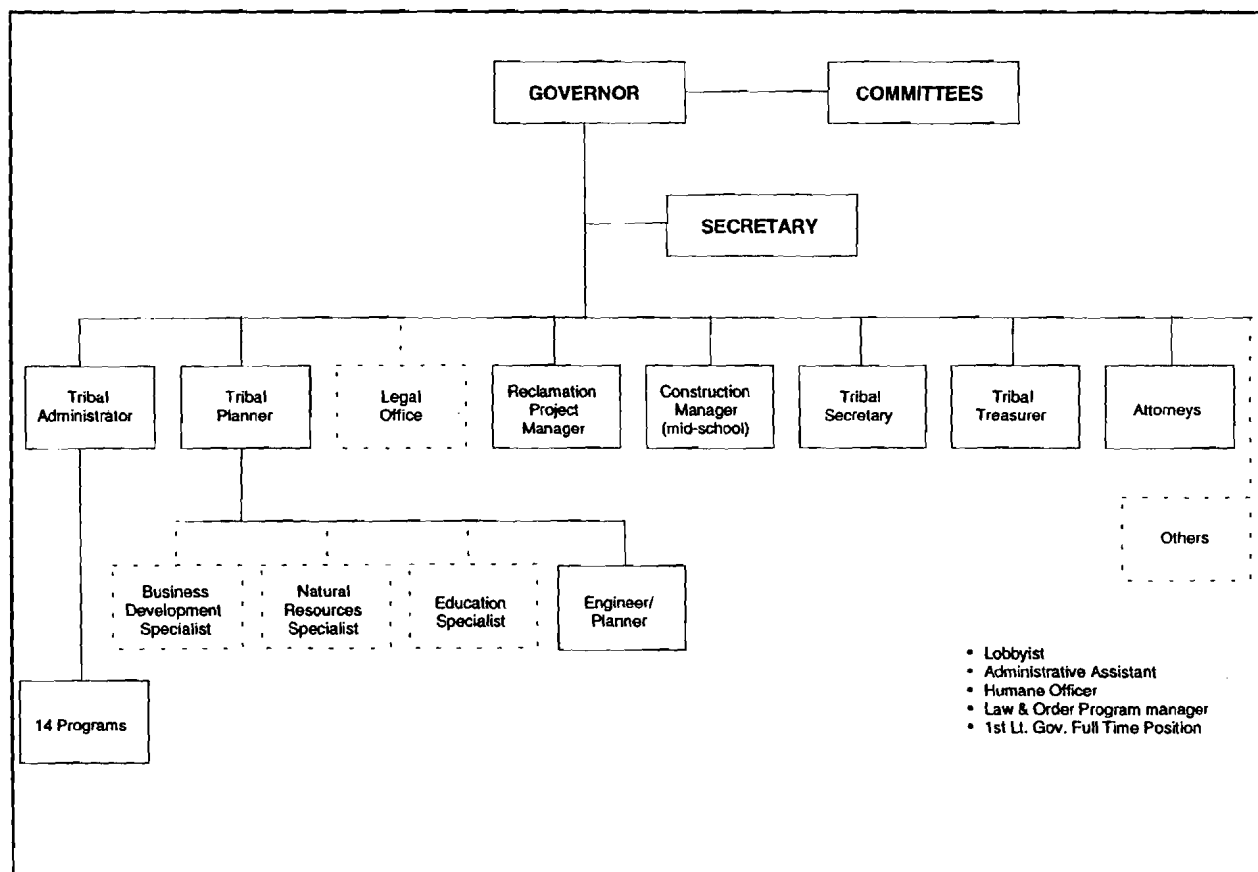 GOVERNOR
COMMITTEES
SECRETARY
Tribal
Administrator
Tribal
Planner
Legal
Office
Reclamation
Project
Manager
Construction
Manager
(mid-school)
Tribal
Secretary
Tribal
Treasurer
Attorneys
Others
Business
Development
Specialist
Natural
Resources
Specialist
Education
Specialist
Engineer/
Planner
14 Programs
• Lobbyist
• Administrative Assistant
• Humane Officer
• Law & Order Program manager
• 1st Lt. Gov. Full Time Position